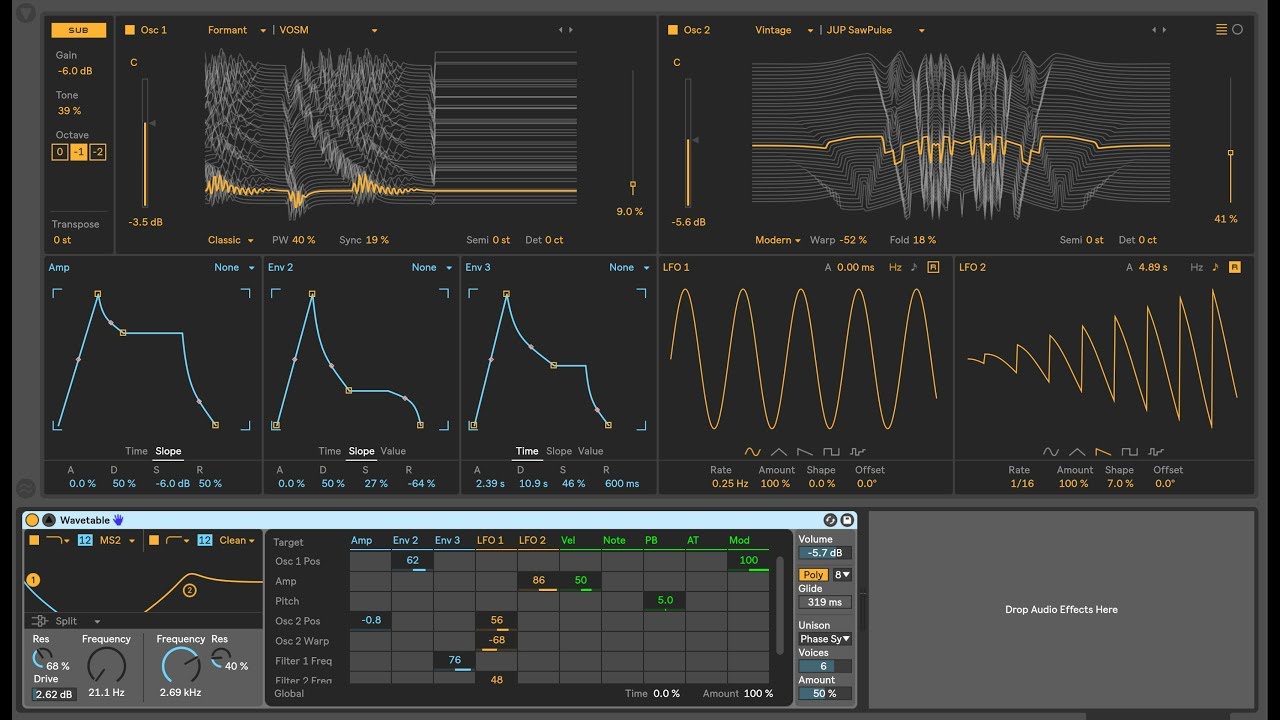 SUB
Gain
-6.0 dB
Tone
39 %
Octave
0 -1 -2
Transpose
0 st
Osc 1 Formant VOSM
C
-3.5 dB
9.0 %
Classic PW 40 % Sync 19 % Semi 0 st Det 0 ct
Osc 2 Vintage JUP SawPulse
C
-5.6 dB
41 %
Modern Warp -52 % Fold 18 % Semi 0 st Det 0 ct
Amp None
Time Slope
A D S R
0.0 % 50 % -6.0 dB 50 %
Env 2 None
Time Slope Value
A D S R
0.0 % 50 % 27 % -64 %
Env 3 None
Time Slope Value
A D S R
2.39 s 10.9 s 46 % 600 ms
LFO 1 A 0.00 ms Hz R
Rate Amount Shape Offset
0.25 Hz 100 % 0.0 % 0.0°
LFO 2 A 4.89 s Hz R
Rate Amount Shape Offset
1/16 100 % 7.0 % 0.0°
Wavetable
12 MS2 12 Clean
1
2
Split
Res Frequency Frequency Res
68 % 40 %
Drive
2.62 dB 21.1 Hz 2.69 kHz
Target Amp Env 2 Env 3 LFO 1 LFO 2 Vel Note PB AT Mod
Osc 1 Pos 62 100
Amp 86 50
Pitch 5.0
Osc 2 Pos -0.8 56
Osc 2 Warp -68
Filter 1 Freq 76
Filter 2 Freq 48
Global Time 0.0 % Amount 100 %
Volume
-5.7 dB
Poly 8
Glide
319 ms
Unison
Phase Sy
Voices
6
Amount
50 %
Drop Audio Effects Here